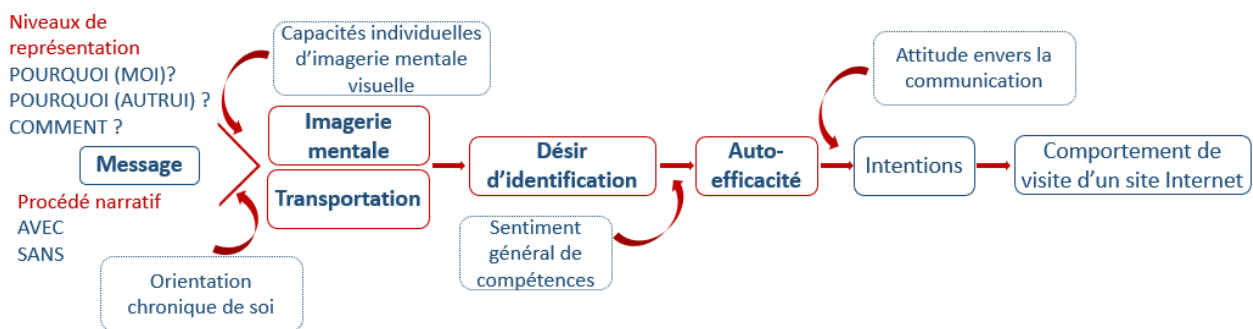 Niveaux de
représentation
POURQUOI (MOI)?
POURQUOI (AUTRUI) ?
COMMENT ?
Message
Procédé narratif
AVEC
SANS
Capacités individuelles
d’imagerie mentale
visuelle
Imagerie
mentale
Transportation
Orientation
chronique de soi
Désir
d’identification
Sentiment
général de
compétences
Auto-
efficacité
Attitude envers la
communication
Intentions
Comportement de
visite d’un site Internet